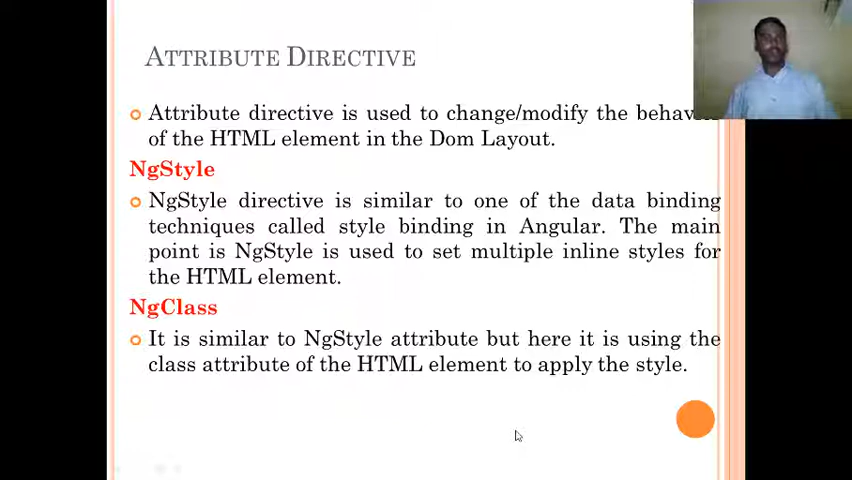 ATTRIBUTE DIRECTIVE
Attribute directive is used to change/modify the
of the HTML element in the Dom Layout.
NgStyle
NgStyle directive is similar to one of the data binding
techniques called style binding in Angular. The main
point is NgStyle is used to set multiple inline styles for
the HTML element.
NgClass
It is similar to NgStyle attribute but here it is using the
class attribute of the HTML element to apply the style.